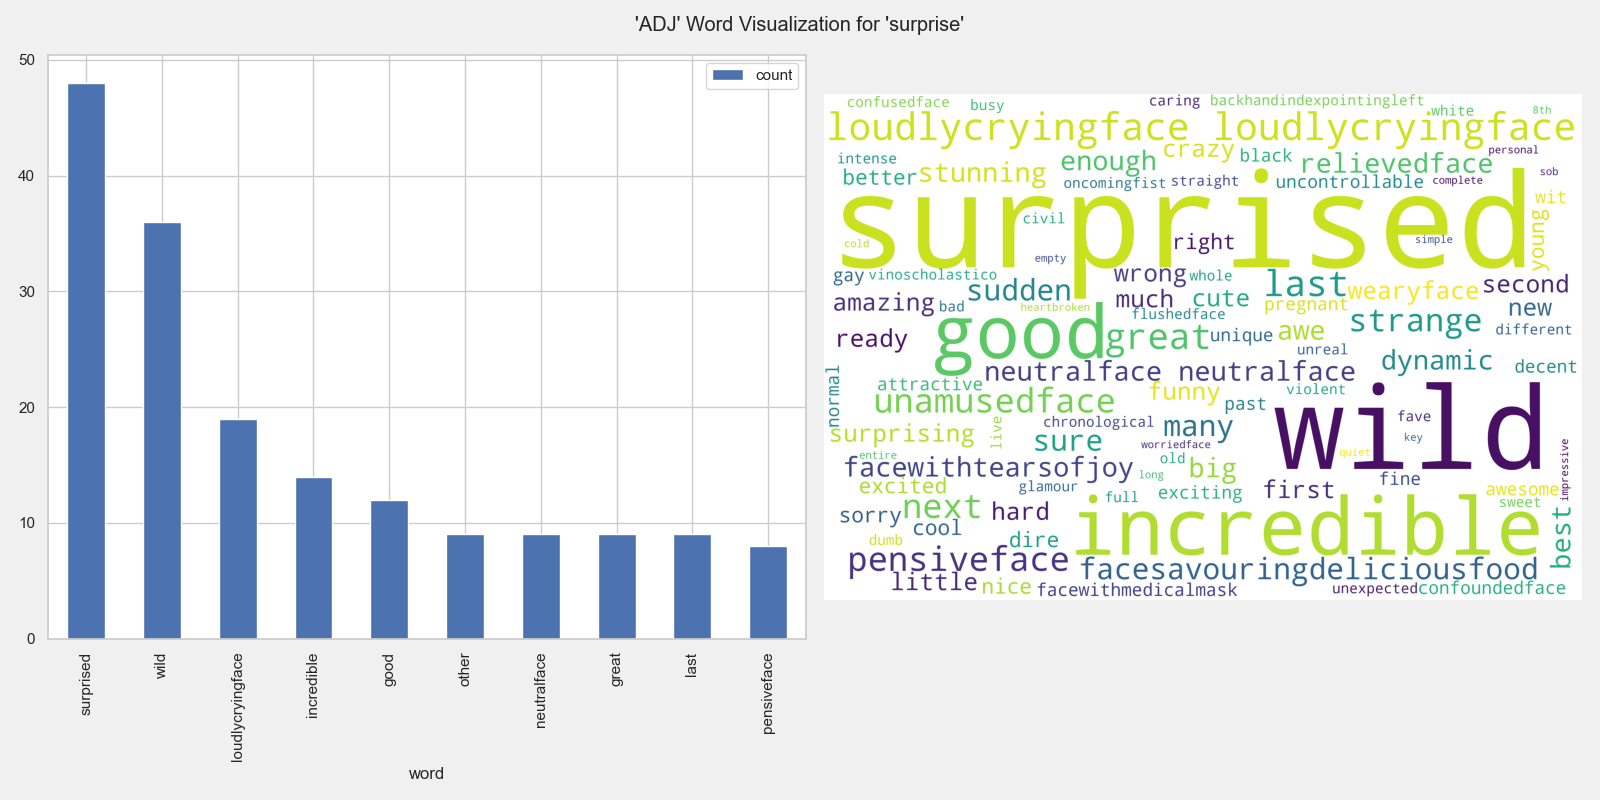 'ADJ' Word Visualization for 'surprise'
50
40
30
20
10
0
count
surprised
wild
loudlycryingface
incredible
good
other
neutralface
great
last
pensiveface
word
confusedface busy caring backhandindexpointingleft white 8th
loudlycryingface loudlycryingface
intense enough crazy black personal
better stunning relievedface sob
oncomingfist straight uncontrollable complete
surprised wit
civil young
cold right simple
empty
gay vinoscholastico wrong whole last second
amazing bad sudden much cute wearyface new
heartbroken pregnant
flushedface strange different
ready good great unique awe
unreal dynamic decent
neutralface neutralface
normal attractive funny violent
unamusedface past wild
chronological fave
surprising live sure many key
worriedface
entire old quiet
facewithtearsofjoy long big fine impressive
excited glamour full exciting first awesome
next sweet
sorry cool hard incredible best
dumb dire
pensiveface facesavouringdeliciousfood
little nice facewithmedicalmask unexpected confoundedface